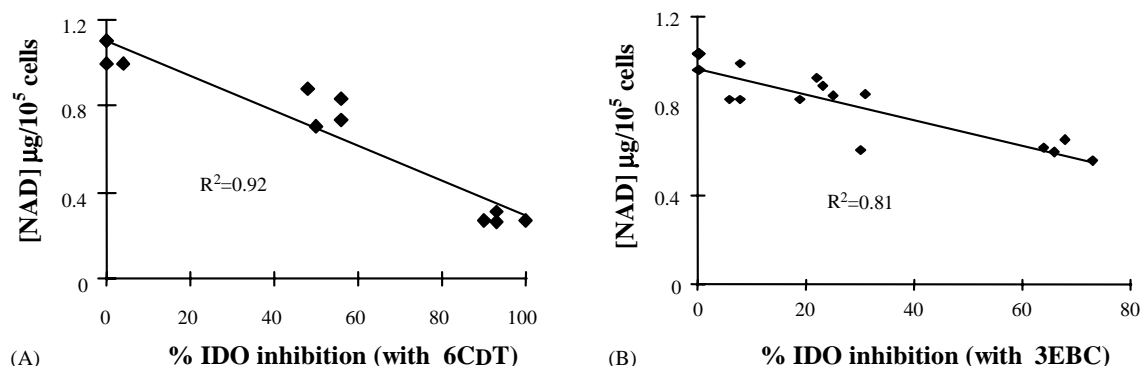 1.2
0.8
0.4
0
[NAD] µg/10⁵ cells
R²=0.92
0 20 40 60 80 100
(A) % IDO inhibition (with 6CDT)
1.2
0.8
0.4
0
[NAD] µg/10⁵ cells
R²=0.81
0 20 40 60 80
(B) % IDO inhibition (with 3EBC)